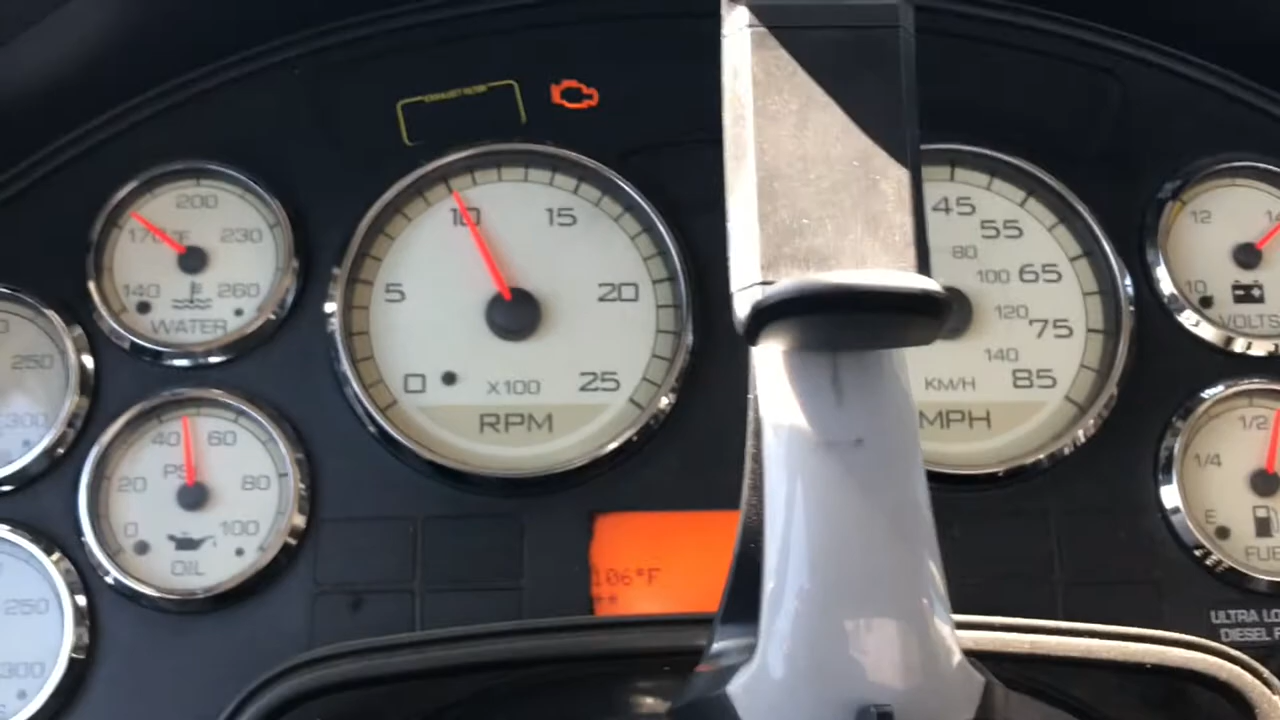 EXHAUST FILTER
200
170 °F
230
140
260
WATER
250
300
40
60
PSI
20
80
0
100
OIL
250
300
10
15
5
20
0
X100
25
RPM
45
55
80
100
65
120
75
140
KM/H
85
MPH
106°F
**
12
10
VOLTS
1/2
1/4
E
ULTRA LO
DIESEL F